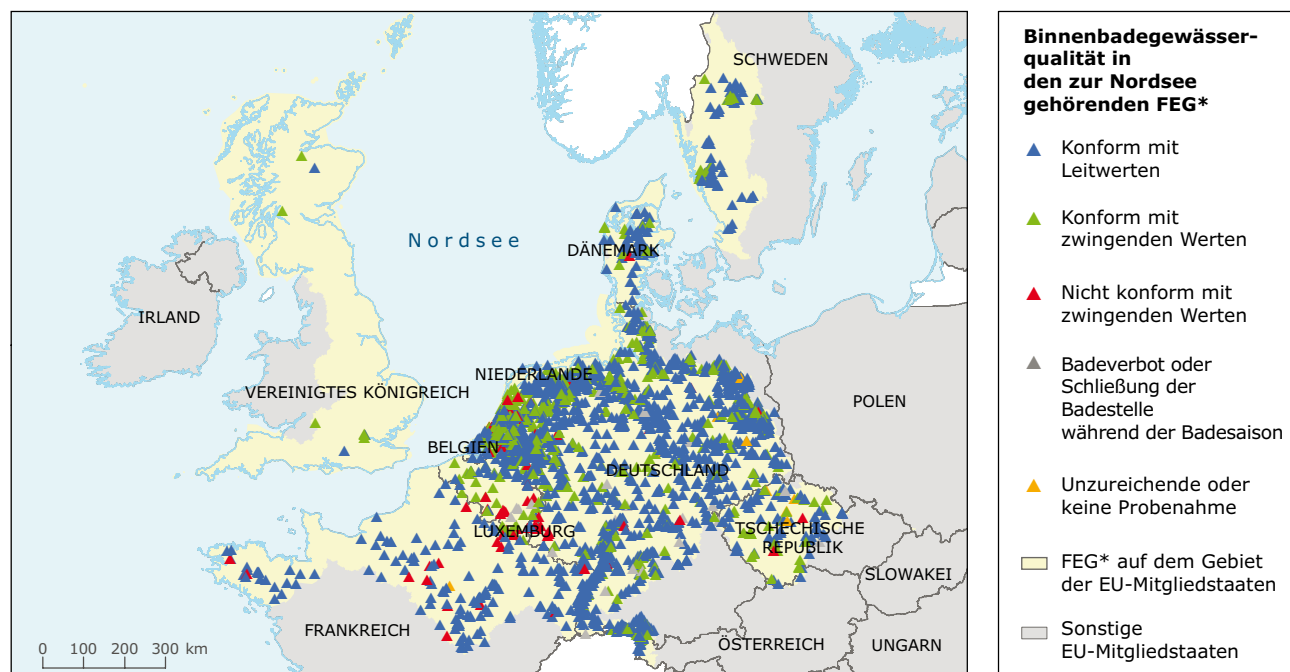 SCHWEDEN
Nordsee
DÄNEMARK
IRLAND
NIEDERLANDE
VEREINIGTES KÖNIGREICH
POLEN
BELGIEN
DEUTSCHLAND
LUXEMBURG
TSCHECHISCHE
REPUBLIK
SLOWAKEI
FRANKREICH
ÖSTERREICH
UNGARN
0 100 200 300 km
Binnenbadegewässer-
qualität in
den zur Nordsee
gehörenden FEG*
Konform mit
Leitwerten
Konform mit
zwingenden Werten
Nicht konform mit
zwingenden Werten
Badeverbot oder
Schließung der
Badestelle
während der Badesaison
Unzureichende oder
keine Probenahme
FEG* auf dem Gebiet
der EU-Mitgliedstaaten
Sonstige
EU-Mitgliedstaaten